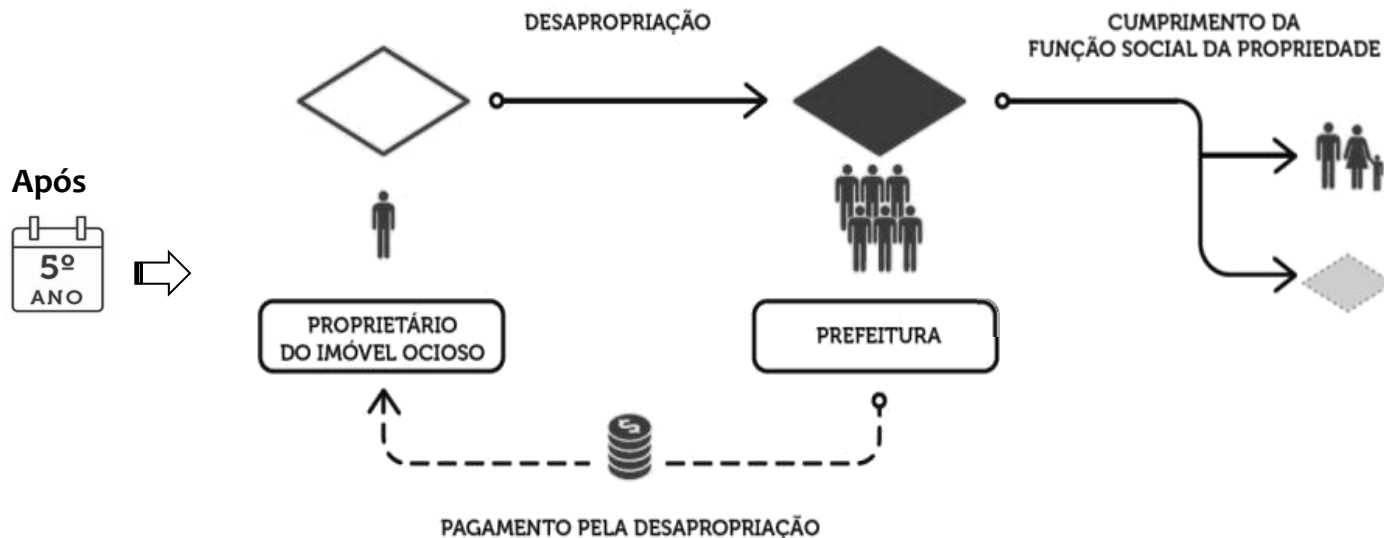 DESAPROPRIAÇÃO
CUMPRIMENTO DA
FUNÇÃO SOCIAL DA PROPRIEDADE
Após
5º
ANO
PROPRIETÁRIO
DO IMÓVEL OCIOSO
PREFEITURA
$
PAGAMENTO PELA DESAPROPRIAÇÃO